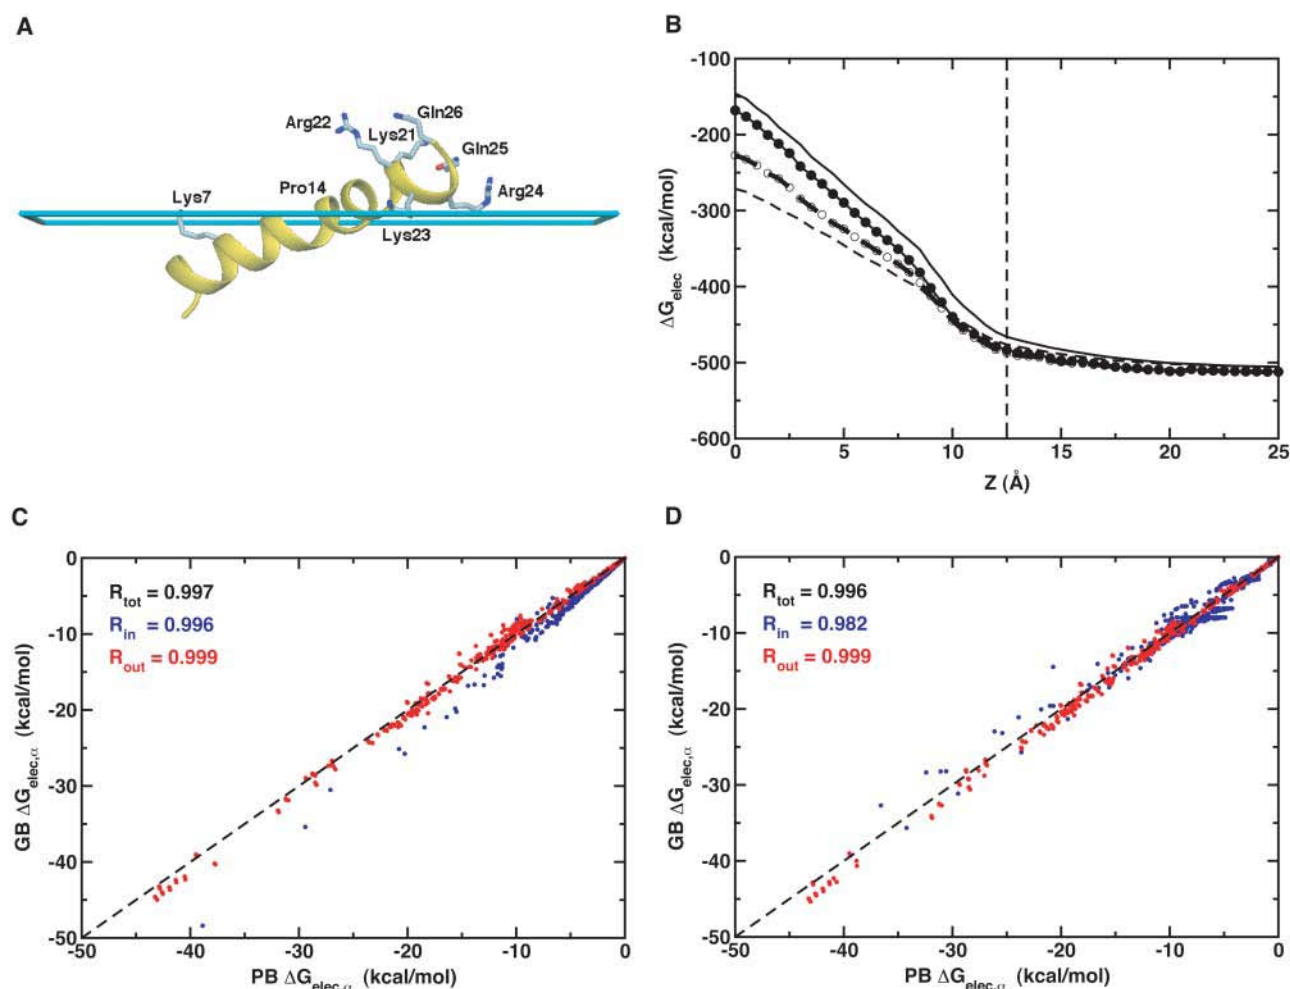 A
Arg22
Lys21
Gln26
Gln25
Lys7
Pro14
Arg24
Lys23
B
-100
-200
-300
-400
-500
-600
0
5
10
15
20
25
ΔG_elec (kcal/mol)
Z (Å)
C
0
-10
-20
-30
-40
-50
-50
-40
-30
-20
-10
0
R_tot = 0.997
R_in = 0.996
R_out = 0.999
GB ΔG_elec,α (kcal/mol)
PB ΔG_elec,α (kcal/mol)
D
0
-10
-20
-30
-40
-50
-50
-40
-30
-20
-10
0
R_tot = 0.996
R_in = 0.982
R_out = 0.999
GB ΔG_elec,α (kcal/mol)
PB ΔG_elec,α (kcal/mol)